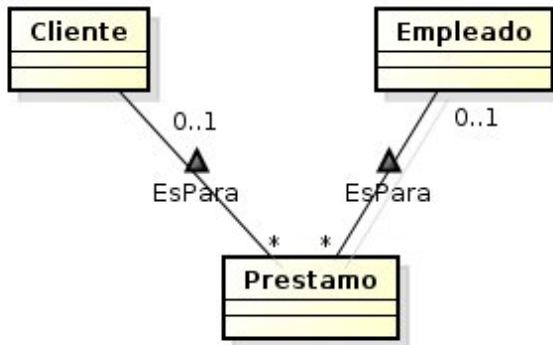 Cliente
Empleado
0..1
0..1
EsPara
EsPara
*
*
Prestamo